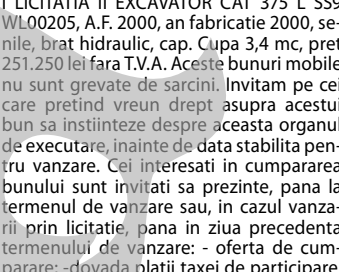 I LICITATIA II EXCAVATOR CAT 375 L SS9
WL00205, A.F. 2000, an fabricatie 2000, se-
nile, brat hidraulic, cap. Cupa 3,4 mc, pret
251.250 lei fara T.V.A. Aceste bunuri mobile
nu sunt grevate de sarcini. Invitam pe cei
care pretind vreun drept asupra acestui
bun sa instiinteze despre aceasta organul
de executare, inainte de data stabilita pen-
tru vanzare. Cei interesati in cumpararea
bunului sunt invitati sa prezinte, pana la
termenul de vanzare sau, in cazul vanza-
rii prin licitatie, pana in ziua precedenta
termenului de vanzare: - oferta de cum-
parare; -dovada platii taxei de participare